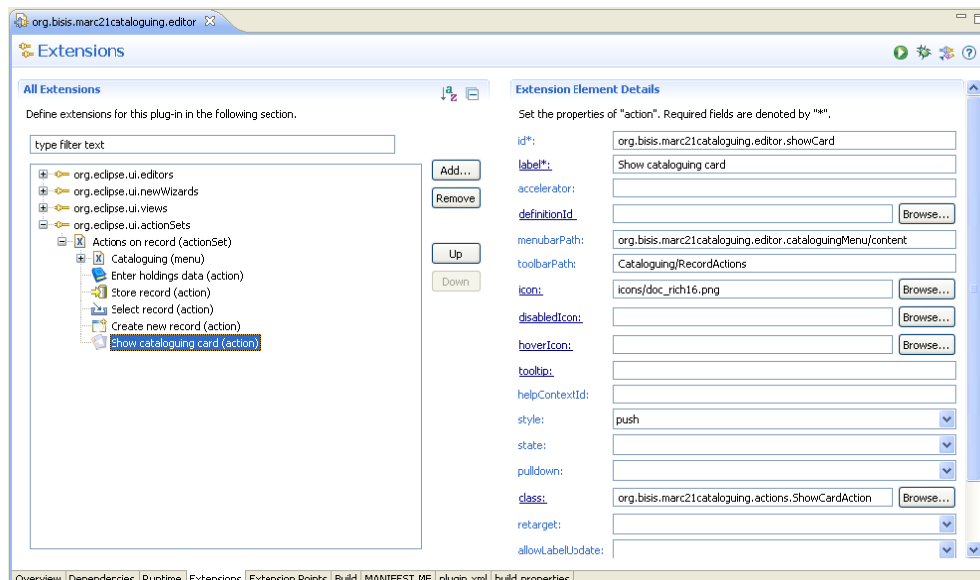 org.bisis.marc21cataloguing.editor
Extensions
All Extensions
Define extensions for this plug-in in the following section.
type filter text
org.eclipse.ui.editors
org.eclipse.ui.newWizards
org.eclipse.ui.views
org.eclipse.ui.actionSets
Actions on record (actionSet)
Cataloguing (menu)
Enter holdings data (action)
Store record (action)
Select record (action)
Create new record (action)
Show cataloguing card (action)
Add...
Remove
Up
Down
Extension Element Details
Set the properties of "action". Required fields are denoted by "*".
id*: org.bisis.marc21cataloguing.editor.showCard
label*: Show cataloguing card
accelerator:
definitionId Browse...
menubarPath: org.bisis.marc21cataloguing.editor.cataloguingMenu/content
toolbarPath: Cataloguing/RecordActions
icon: icons/doc_rich16.png Browse...
disabledIcon: Browse...
hoverIcon: Browse...
tooltip:
helpContextId:
style: push
state:
pulldown:
class: org.bisis.marc21cataloguing.actions.ShowCardAction Browse...
retarget:
allowLabelUpdate:
Overview Dependencies Runtime Extensions Extension Points Build MANIFEST.MF plugin.xml build.properties